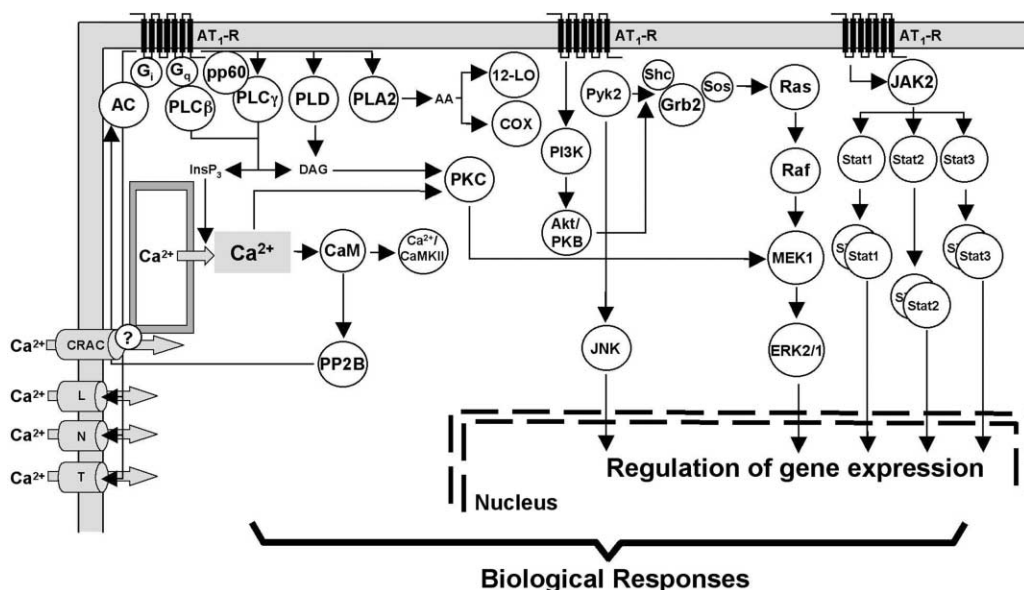 AT₁-R
AT₁-R
AT₁-R
Gᵢ
G_q
pp60
AC
PLCβ
PLCγ
PLD
PLA2
AA
12-LO
COX
Pyk2
Shc
Grb2
Sos
Ras
JAK2
InsP₃
DAG
PKC
PI3K
Raf
Stat1
Stat2
Stat3
Akt/
PKB
Ca²⁺
Ca²⁺
CaM
Ca²⁺/
CaMKII
MEK1
Stat1
Stat3
Stat2
Ca²⁺
CRAC
?
PP2B
JNK
ERK2/1
Ca²⁺
L
Ca²⁺
N
Ca²⁺
T
Regulation of gene expression
Nucleus
Biological Responses